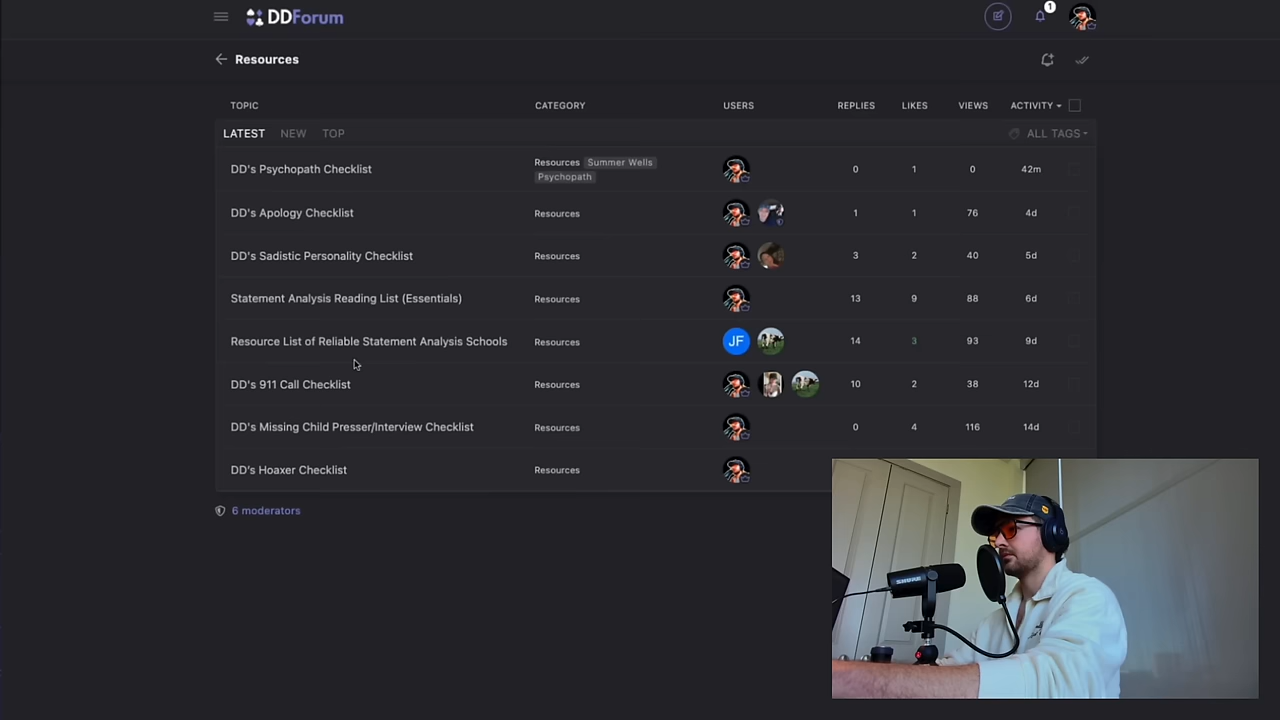 DDForum
1
Resources
TOPIC CATEGORY USERS REPLIES LIKES VIEWS ACTIVITY
LATEST NEW TOP ALL TAGS
DD's Psychopath Checklist Resources Summer Wells Psychopath 0 1 0 42m
DD's Apology Checklist Resources 1 1 76 4d
DD's Sadistic Personality Checklist Resources 3 2 40 5d
Statement Analysis Reading List (Essentials) Resources 13 9 88 6d
Resource List of Reliable Statement Analysis Schools Resources JF 14 3 93 9d
DD's 911 Call Checklist Resources 10 2 38 12d
DD's Missing Child Presser/Interview Checklist Resources 0 4 116 14d
DD's Hoaxer Checklist Resources
6 moderators
SHURE